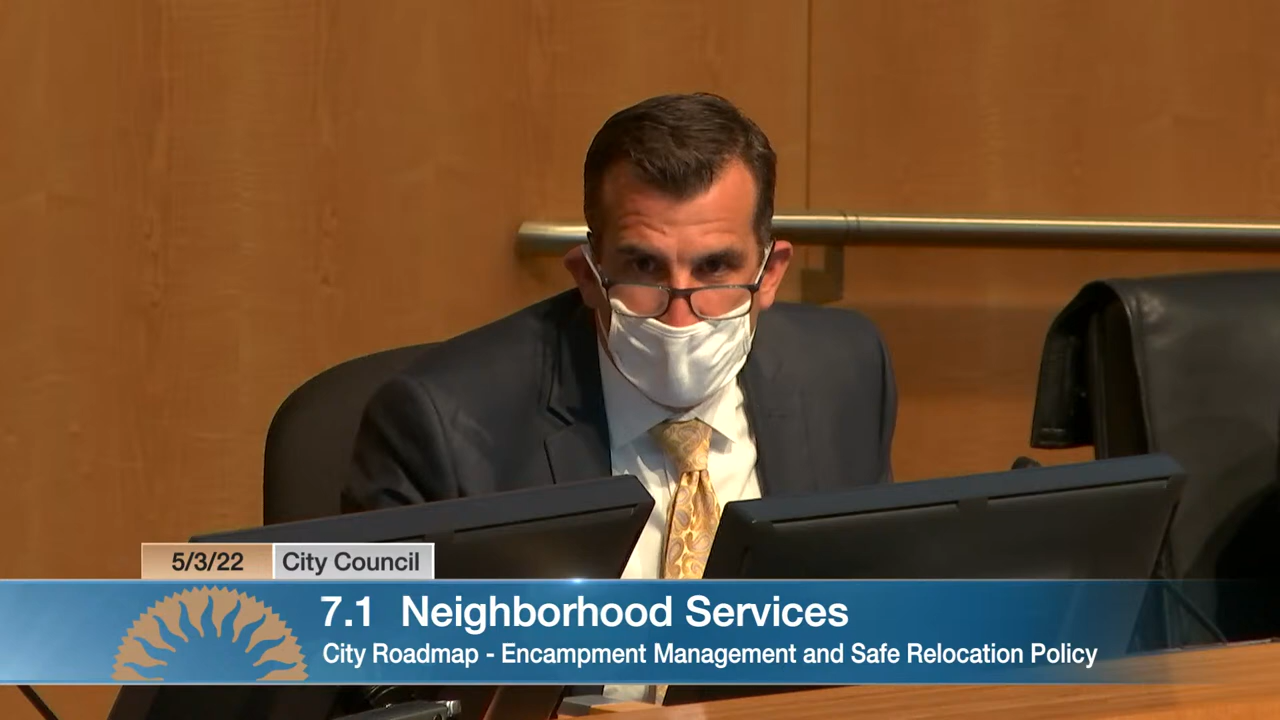 5/3/22 City Council
7.1 Neighborhood Services
City Roadmap - Encampment Management and Safe Relocation Policy